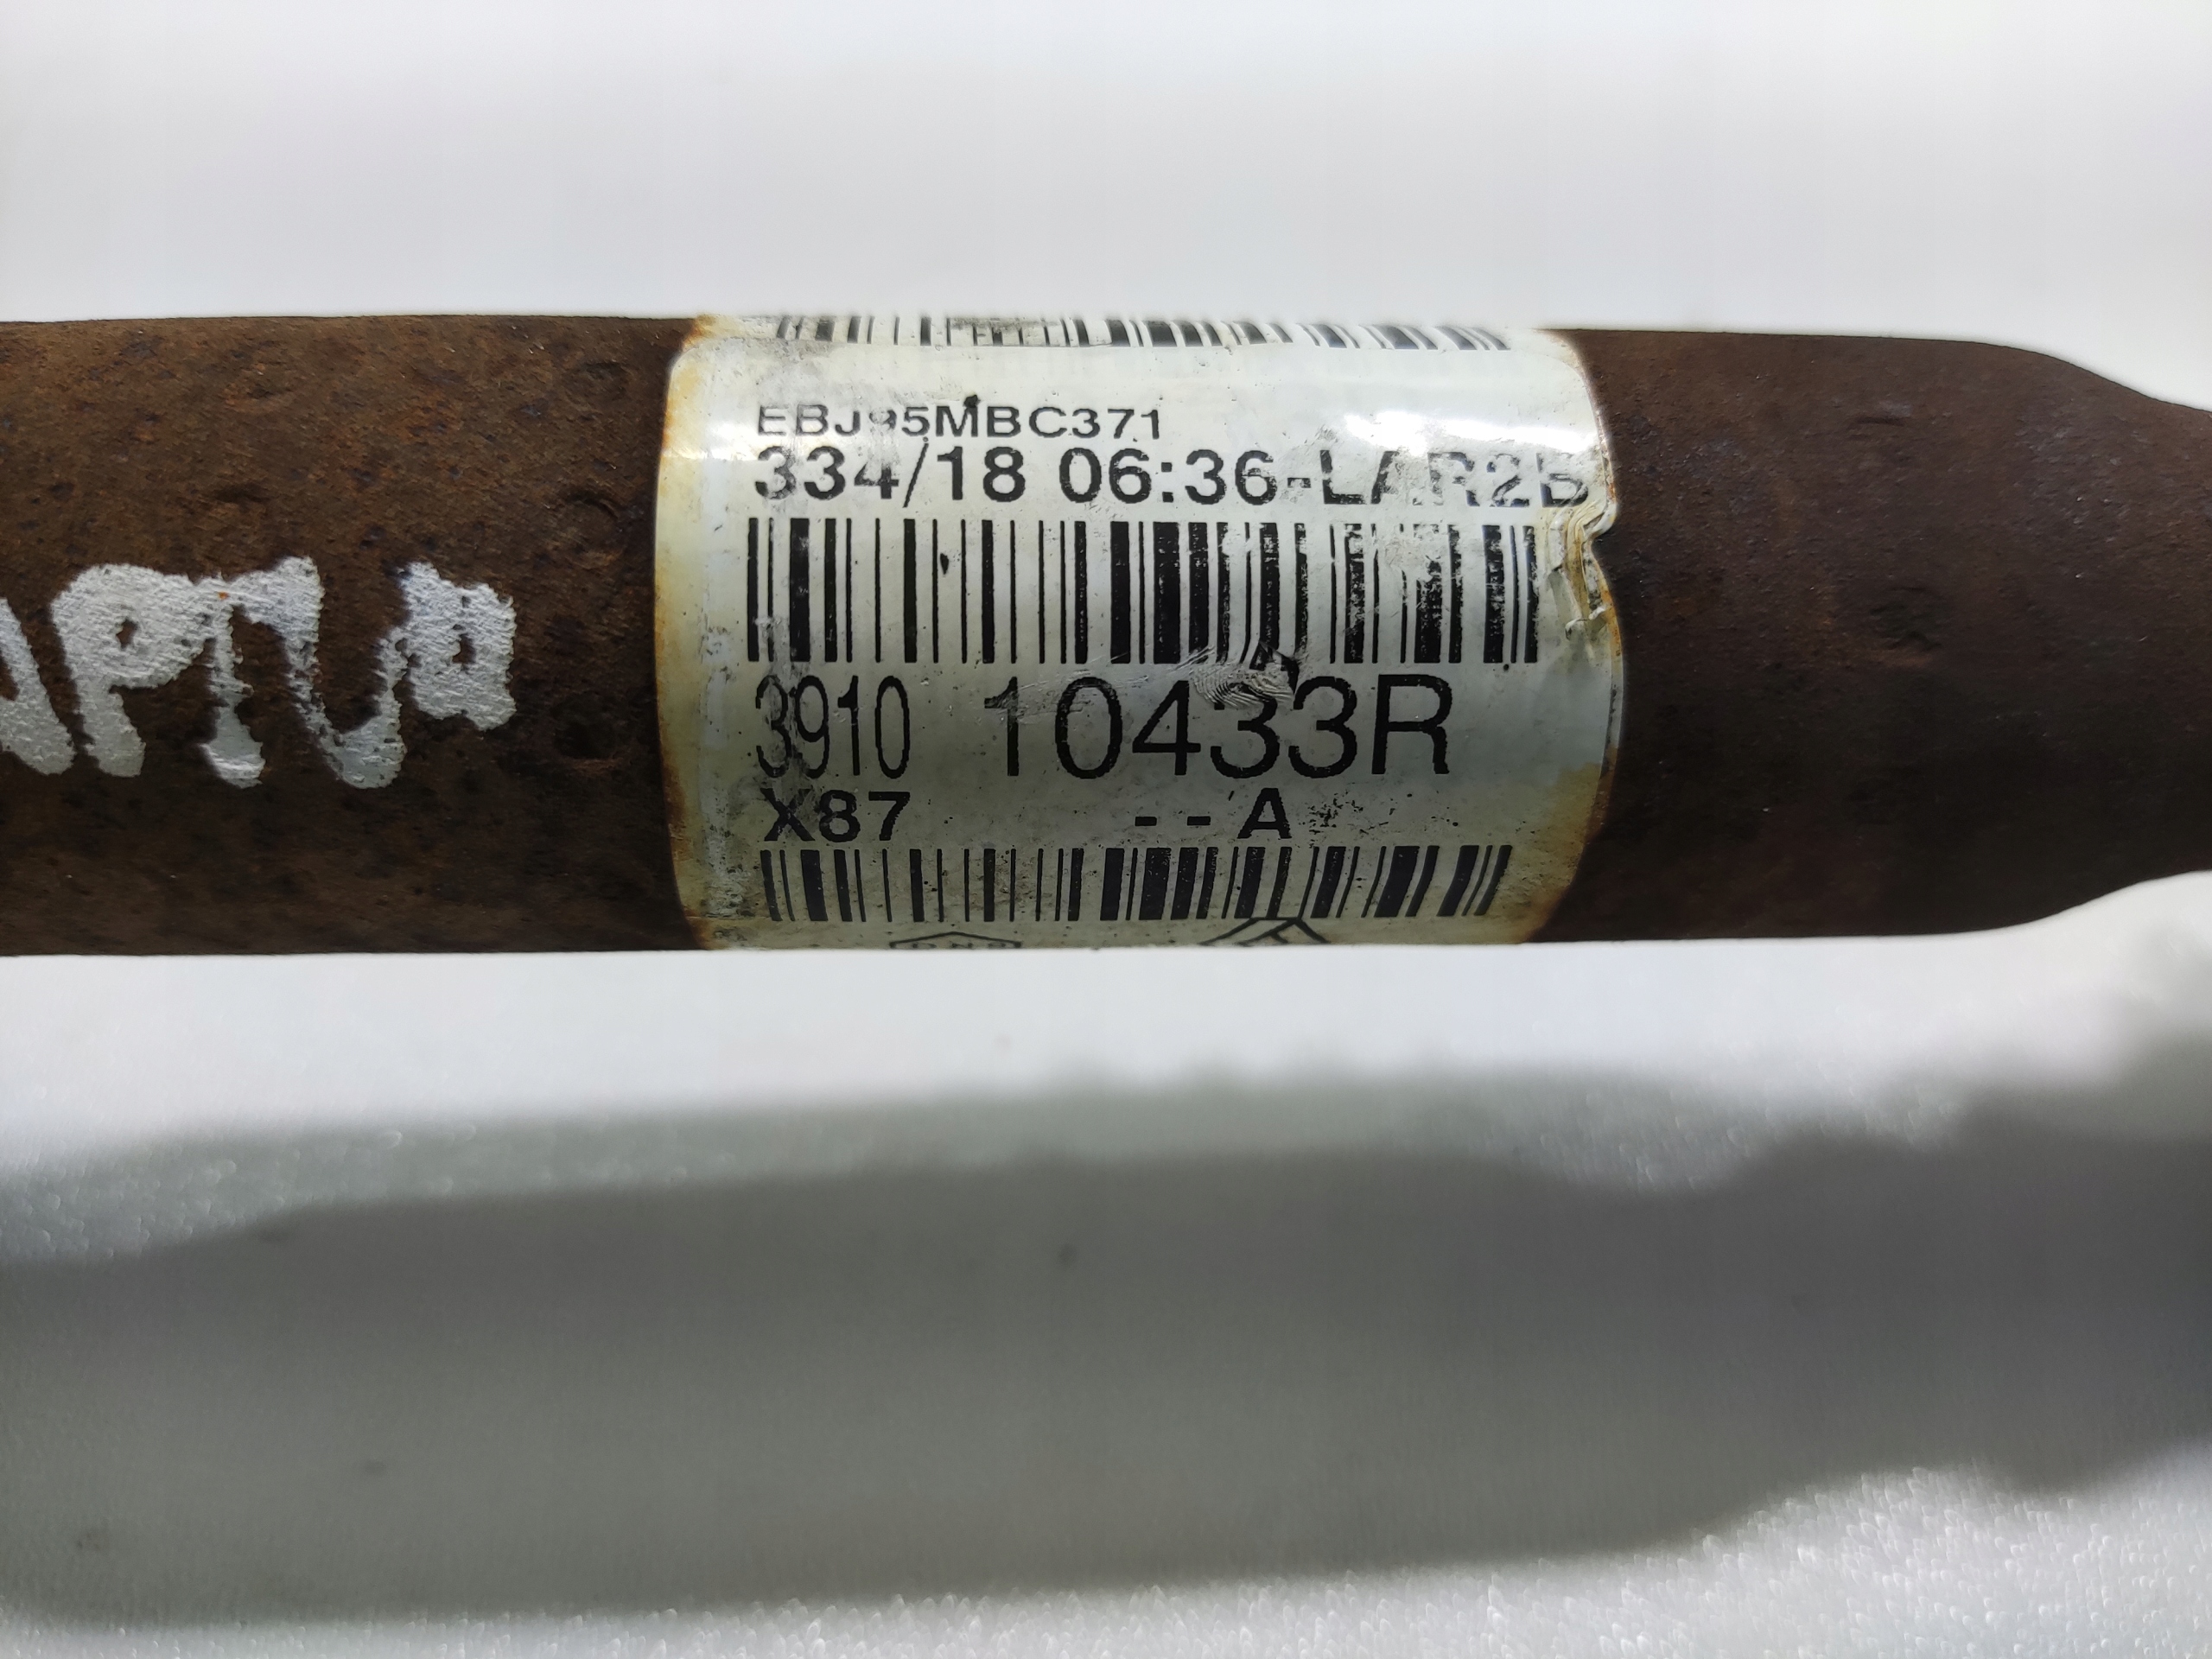 EBJ95MBC371
334/18 06:36-LAR2B
3910 10433R
X87 --A